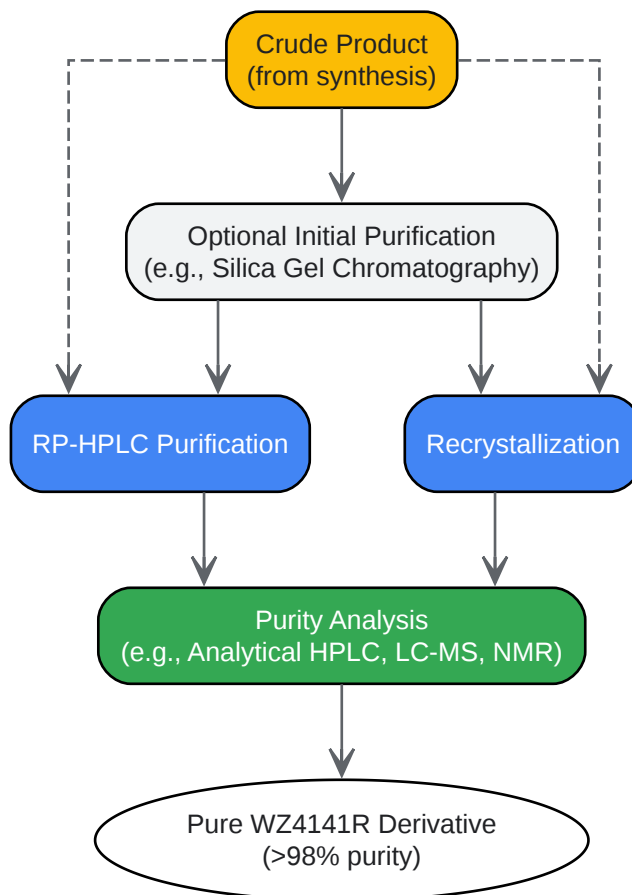 Crude Product
(from synthesis)
Optional Initial Purification
(e.g., Silica Gel Chromatography)
RP-HPLC Purification
Recrystallization
Purity Analysis
(e.g., Analytical HPLC, LC-MS, NMR)
Pure WZ4141R Derivative
(>98% purity)